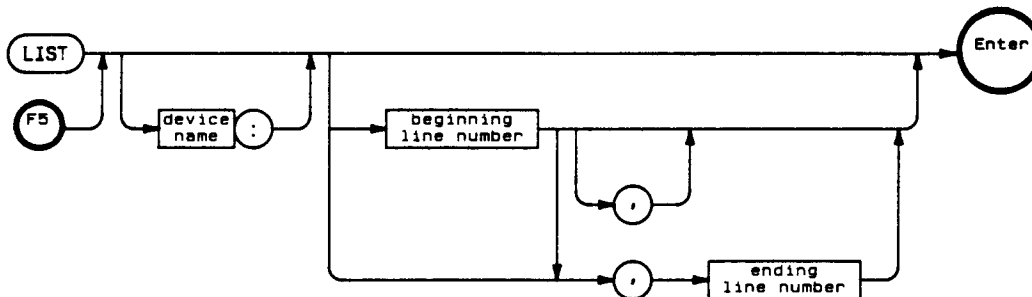 LIST
Enter
F5
device
name
:
beginning
line number
,
,
ending
line number